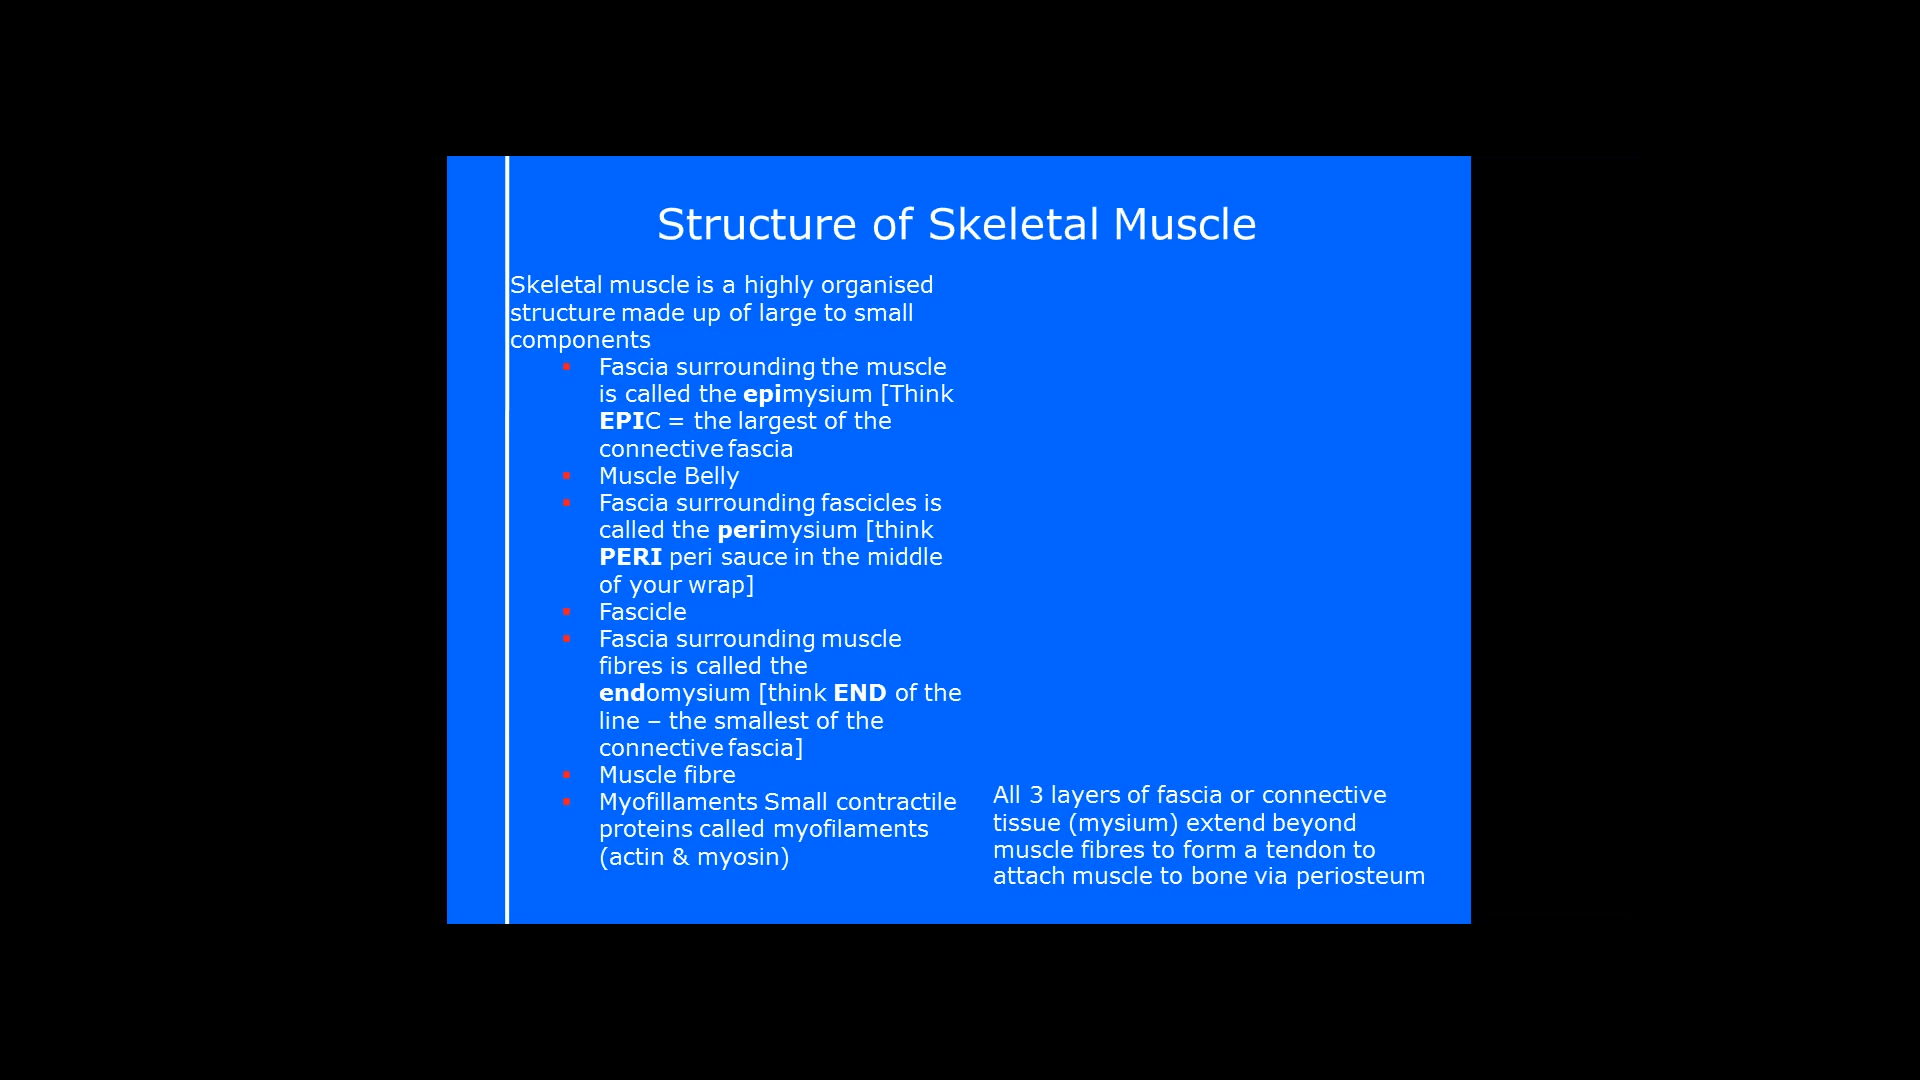 Structure of Skeletal Muscle
Skeletal muscle is a highly organised
structure made up of large to small
components
▪ Fascia surrounding the muscle
is called the epimysium [Think
EPIC = the largest of the
connective fascia
▪ Muscle Belly
▪ Fascia surrounding fascicles is
called the perimysium [think
PERI peri sauce in the middle
of your wrap]
▪ Fascicle
▪ Fascia surrounding muscle
fibres is called the
endomysium [think END of the
line – the smallest of the
connective fascia]
▪ Muscle fibre
▪ Myofillaments Small contractile
proteins called myofilaments
(actin & myosin)
All 3 layers of fascia or connective
tissue (mysium) extend beyond
muscle fibres to form a tendon to
attach muscle to bone via periosteum